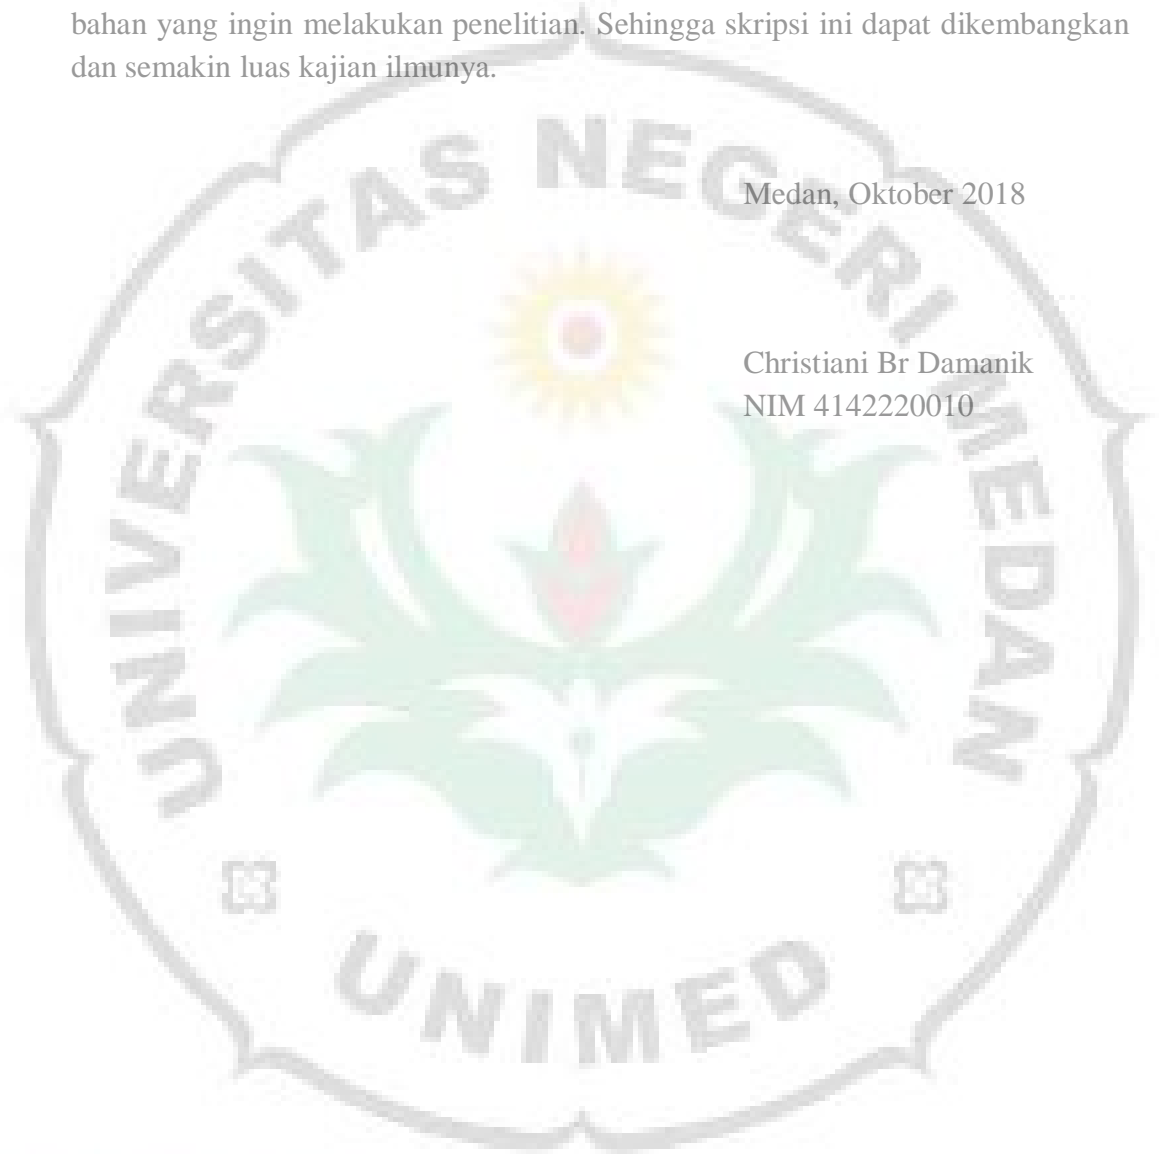 bahan yang ingin melakukan penelitian. Sehingga skripsi ini dapat dikembangkan
dan semakin luas kajian ilmunya.
Medan, Oktober 2018
Christiani Br Damanik
NIM 4142220010
UNIVERSITAS NEGERI MEDAN
UNIMED